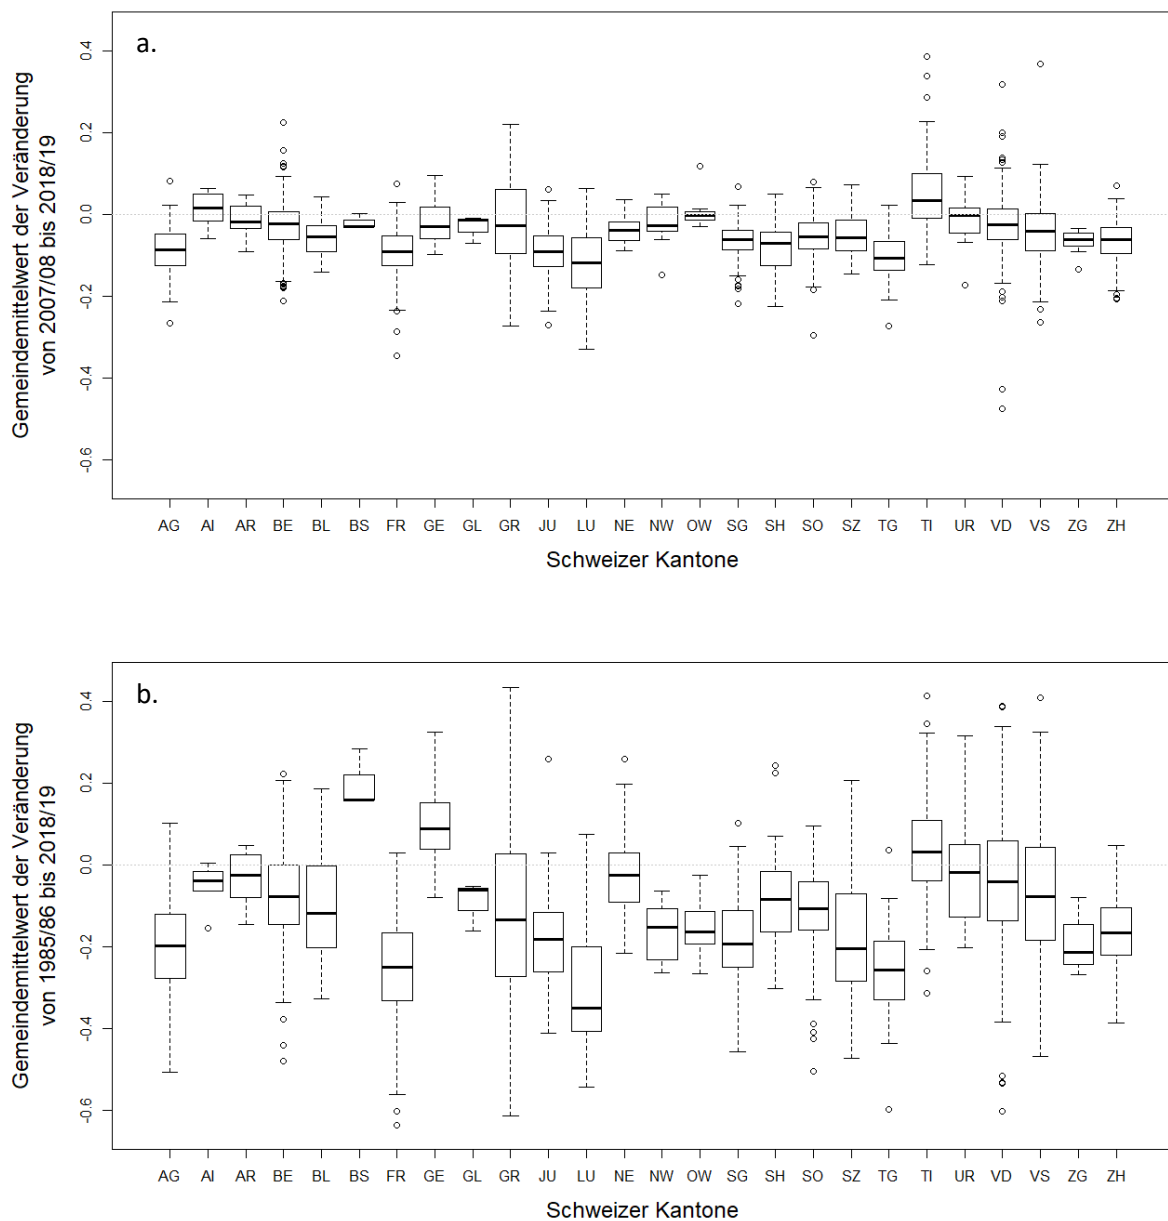 a.
Gemeindemittelwert der Veränderung
von 2007/08 bis 2018/19
0.4
0.2
0.0
-0.2
-0.4
-0.6
AG AI AR BE BL BS FR GE GL GR JU LU NE NW OW SG SH SO SZ TG TI UR VD VS ZG ZH
Schweizer Kantone
b.
Gemeindemittelwert der Veränderung
von 1985/86 bis 2018/19
0.4
0.2
0.0
-0.2
-0.4
-0.6
AG AI AR BE BL BS FR GE GL GR JU LU NE NW OW SG SH SO SZ TG TI UR VD VS ZG ZH
Schweizer Kantone